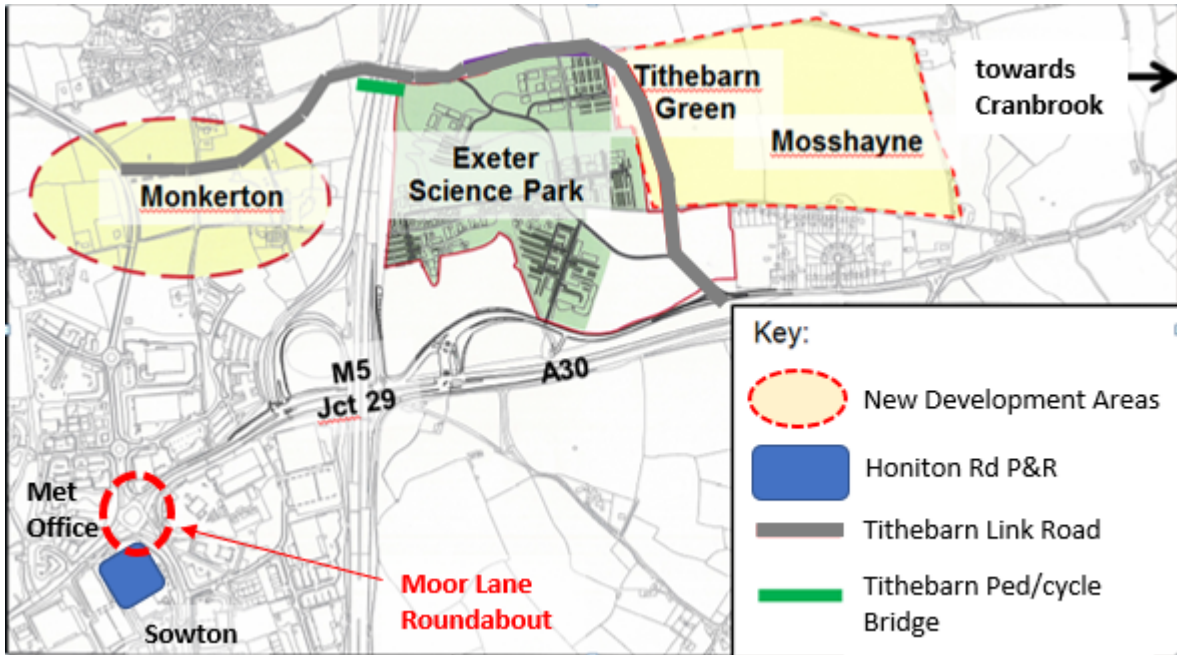 Tithebarn
Green
towards
Cranbrook
Mosshayne
Exeter
Science Park
Monkerton
M5
Jct 29
A30
Met
Office
Moor Lane
Roundabout
Sowton
Key:
New Development Areas
Honiton Rd P&R
Tithebarn Link Road
Tithebarn Ped/cycle
Bridge